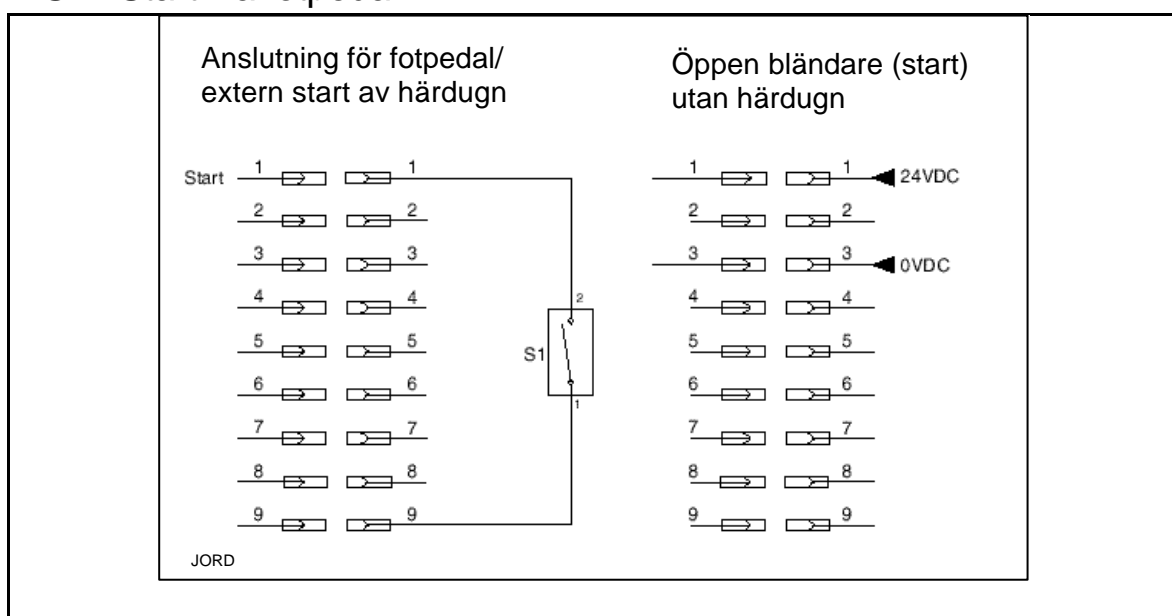 Anslutning för fotpedal/
extern start av härdugn
Start 1 1
2 2
3 3
4 4
5 5
6 6
7 7
8 8
9 9
2
S1
1
JORD
Öppen bländare (start)
utan härdugn
1 1 24VDC
2 2
3 3 0VDC
4 4
5 5
6 6
7 7
8 8
9 9